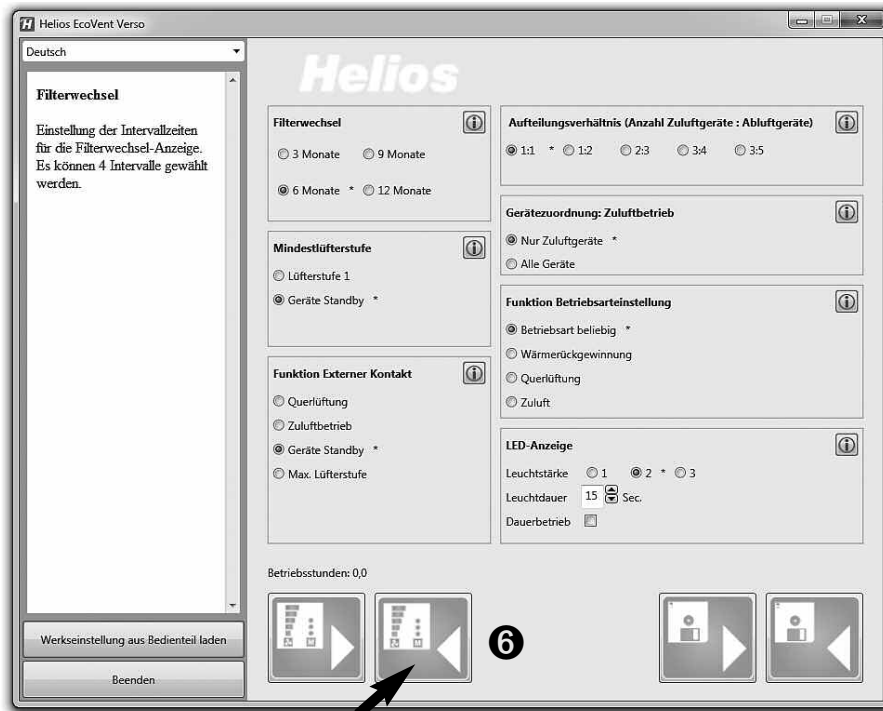 Helios EcoVent Verso
Deutsch
Filterwechsel
Einstellung der Intervallzeiten
für die Filterwechsel-Anzeige.
Es können 4 Intervalle gewählt
werden.
Werkseinstellung aus Bedienteil laden
Beenden
Helios
Filterwechsel
3 Monate 9 Monate
6 Monate * 12 Monate
Mindestlüfterstufe
Lüfterstufe 1
Geräte Standby *
Funktion Externer Kontakt
Querlüftung
Zuluftbetrieb
Geräte Standby *
Max. Lüfterstufe
Aufteilungsverhältnis (Anzahl Zuluftgeräte : Abluftgeräte)
1:1 * 1:2 2:3 3:4 3:5
Gerätezuordnung: Zuluftbetrieb
Nur Zuluftgeräte *
Alle Geräte
Funktion Betriebsarteinstellung
Betriebsart beliebig *
Wärmerückgewinnung
Querlüftung
Zuluft
LED-Anzeige
Leuchtstärke 1 2 * 3
Leuchtdauer 15 Sec.
Dauerbetrieb
Betriebsstunden: 0,0
❻